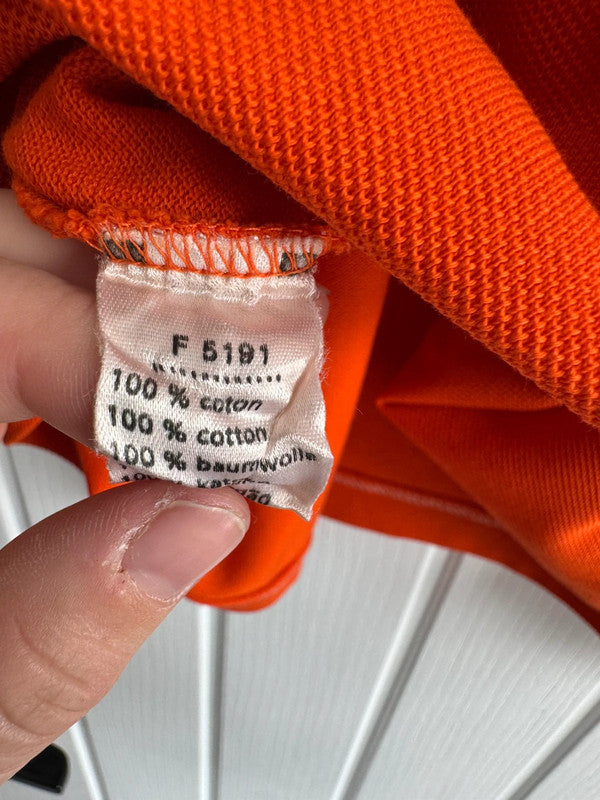 F 5191
100 % coton
100 % cotton
100 % baumwolle